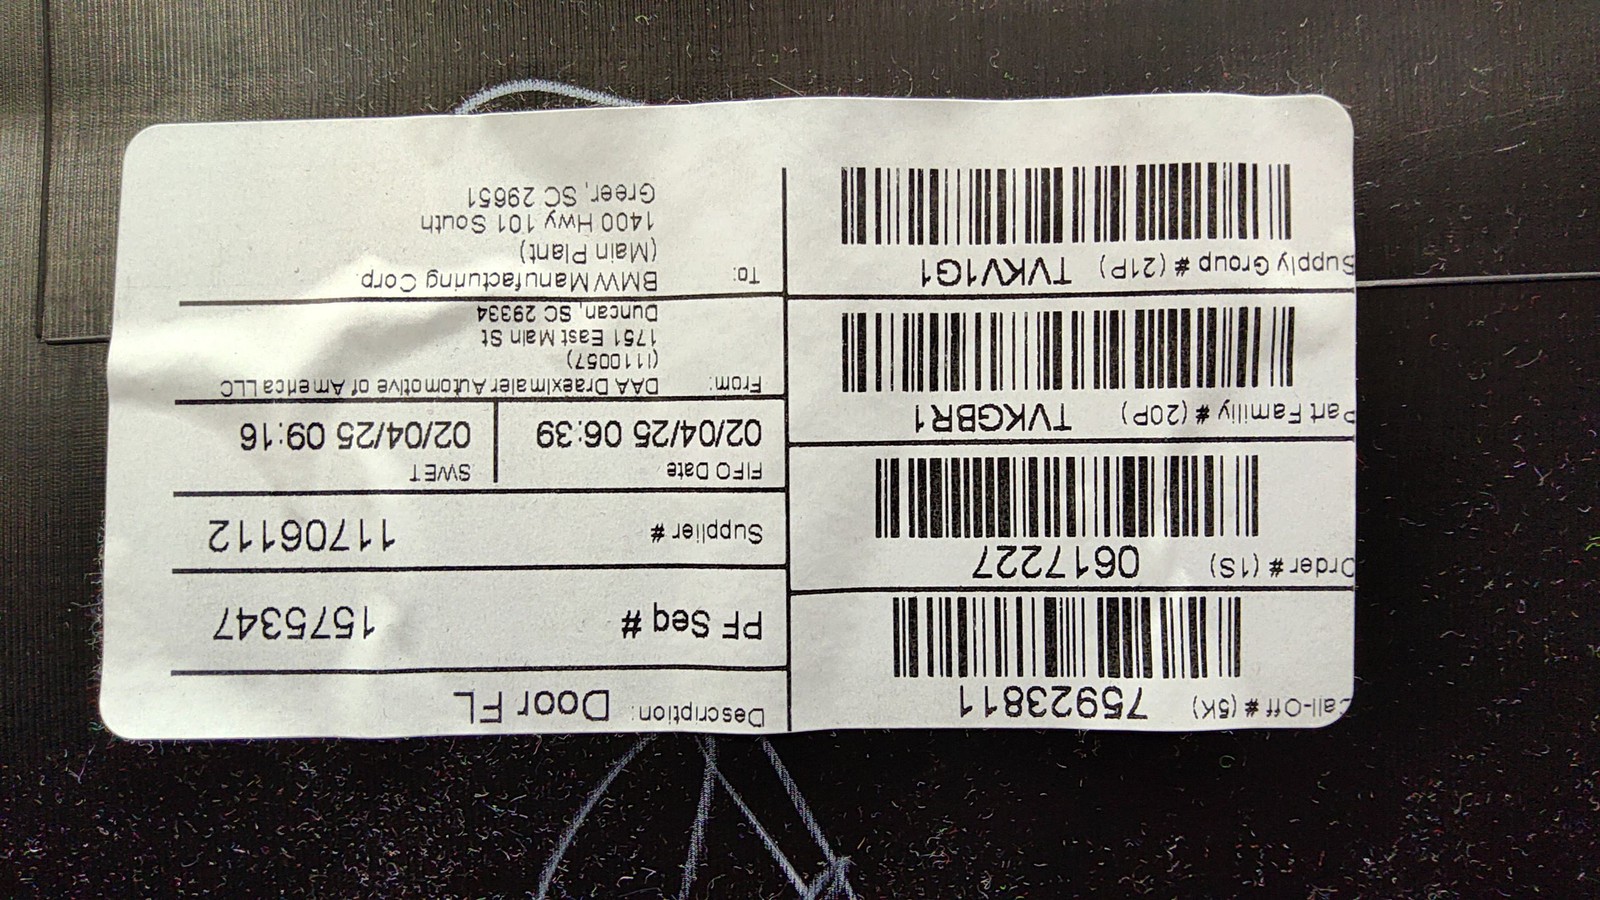 Call-Off # (5K) 75923811
Order # (1S) 0617227
Part Familiy # (20P) TVKGBR1
Supply Group # (21P) TVKV1G1
Description: Door FL
PF Seq # 1575347
Supplier # 11706112
FIFO Date
02/04/25 06:39
SWET
02/04/25 09:16
From: DAA Draeximaier Automotive of America LLC
(1110057)
1751 East Main St
Duncan, SC 29334
To: BMW Manufacturing Corp.
(Main Plant)
1400 Hwy 101 South
Greer, SC 29651